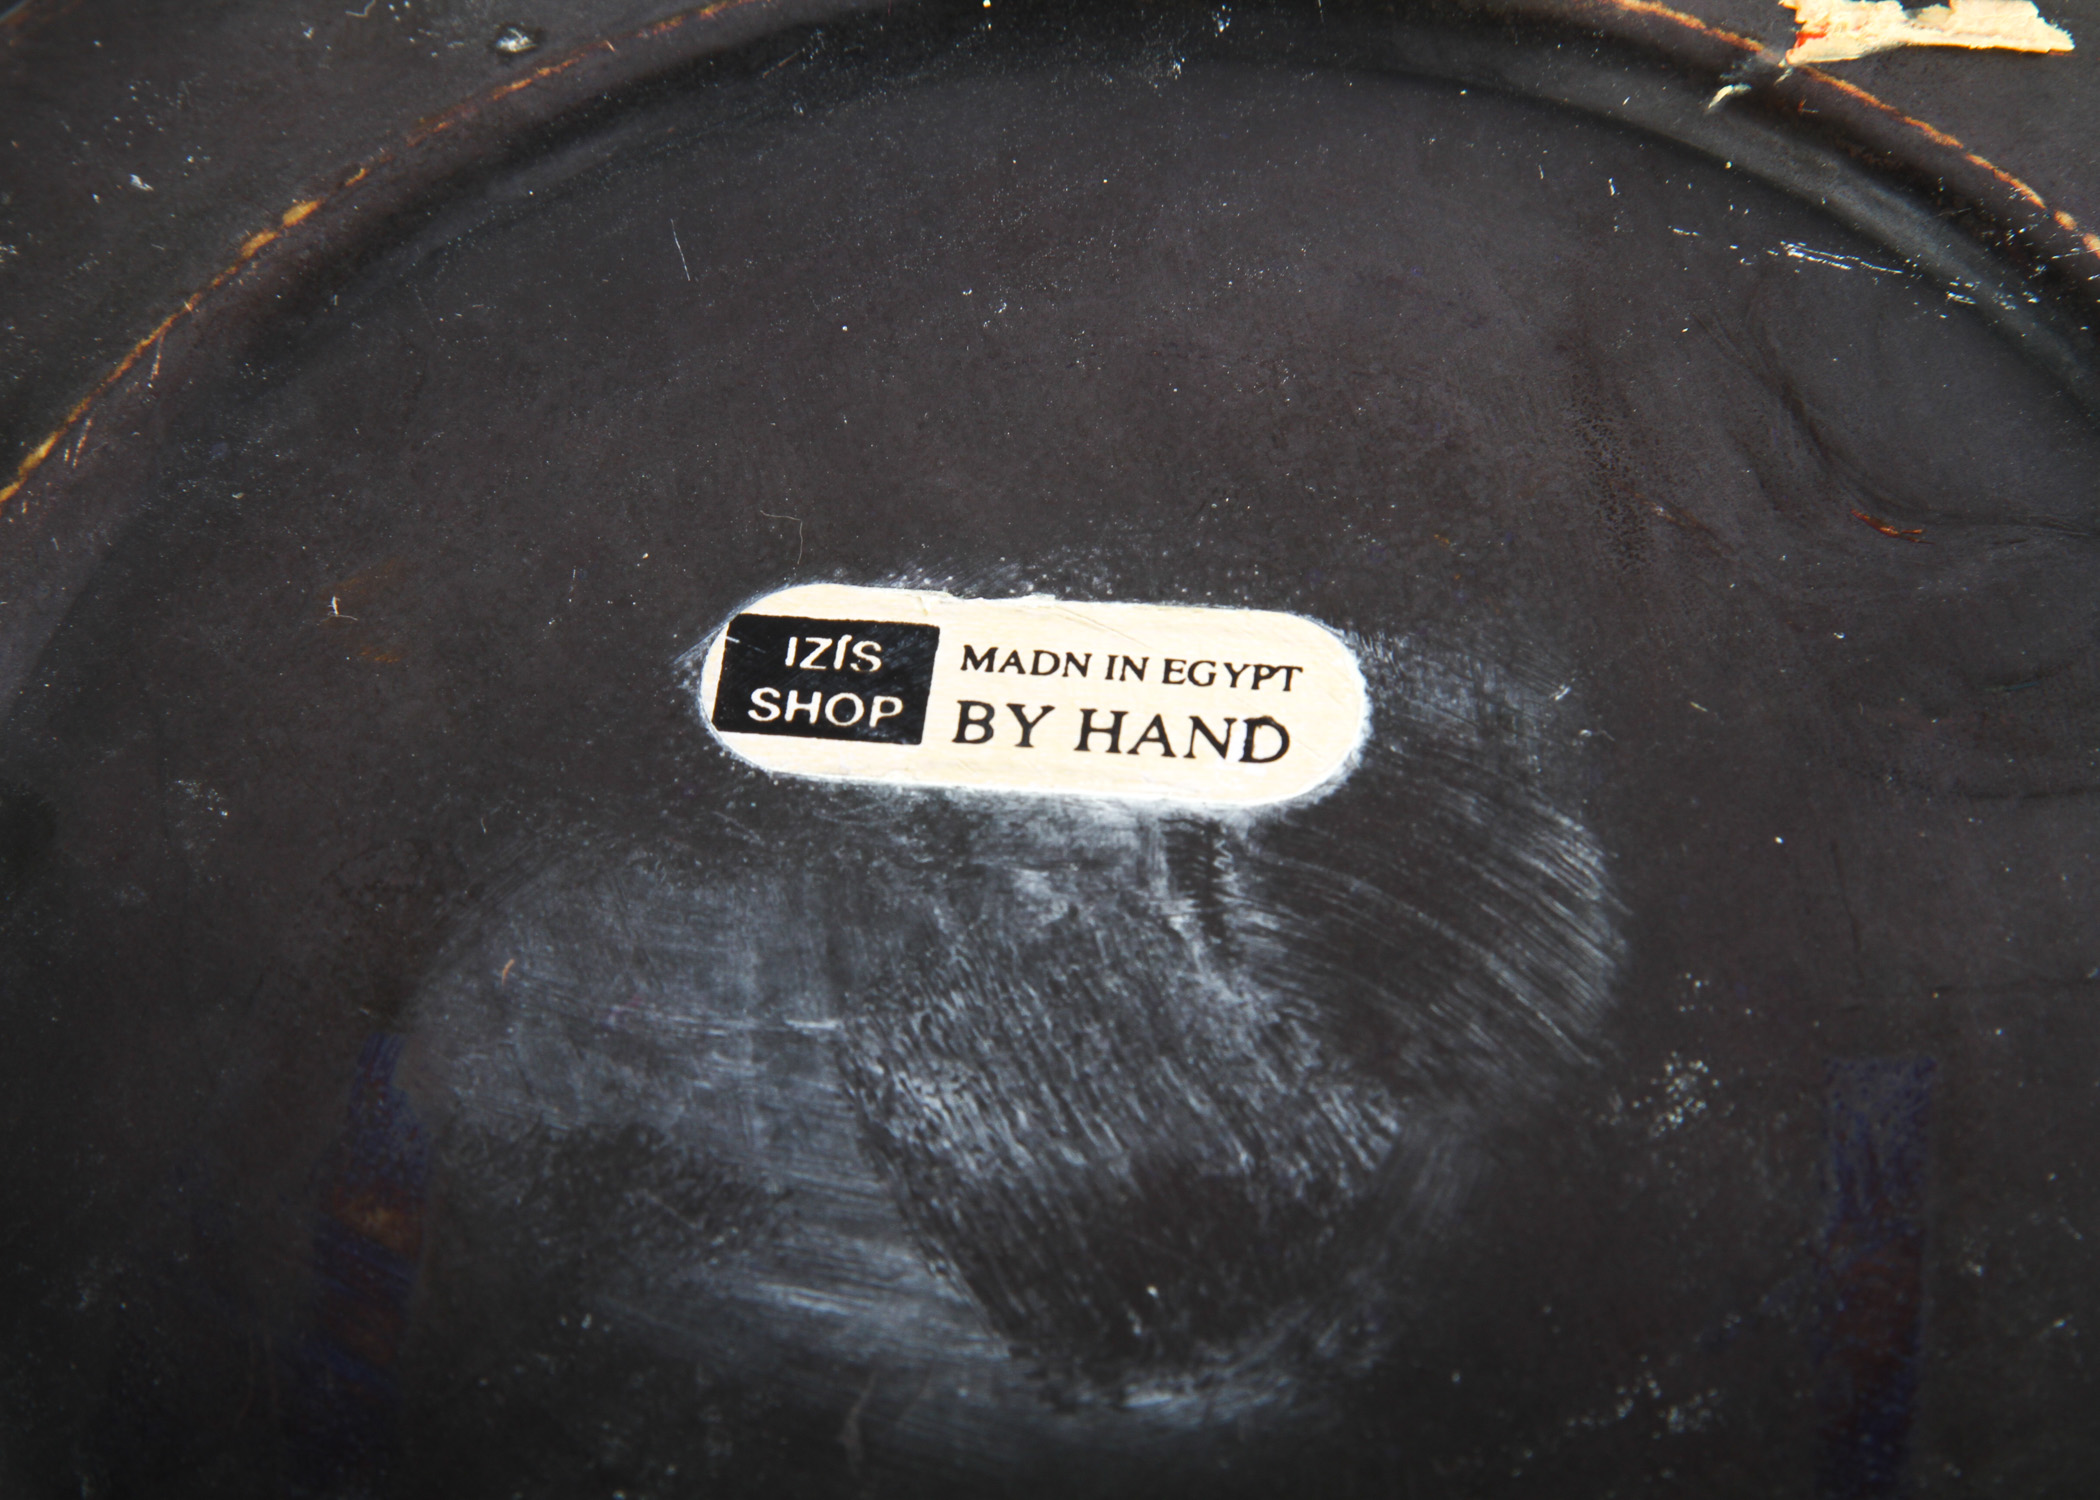 IZÍS
SHOP
MADN IN EGYPT
BY HAND